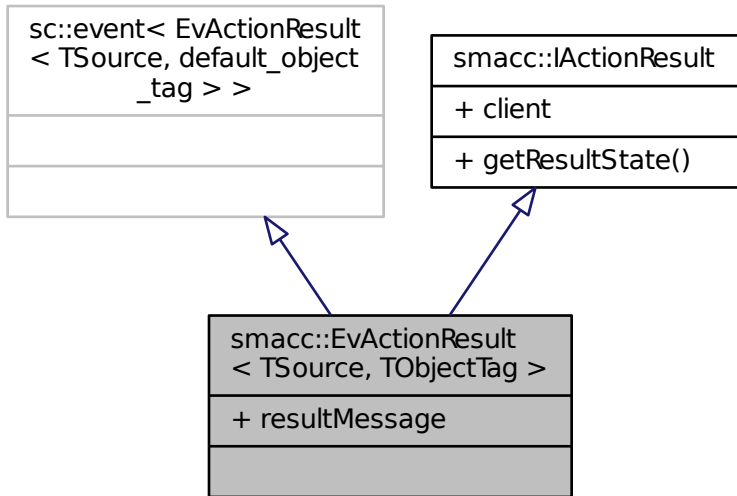 sc::event< EvActionResult
< TSource, default_object
_tag > >
smacc::IActionResult
+ client
+ getResultState()
smacc::EvActionResult
< TSource, TObjectTag >
+ resultMessage